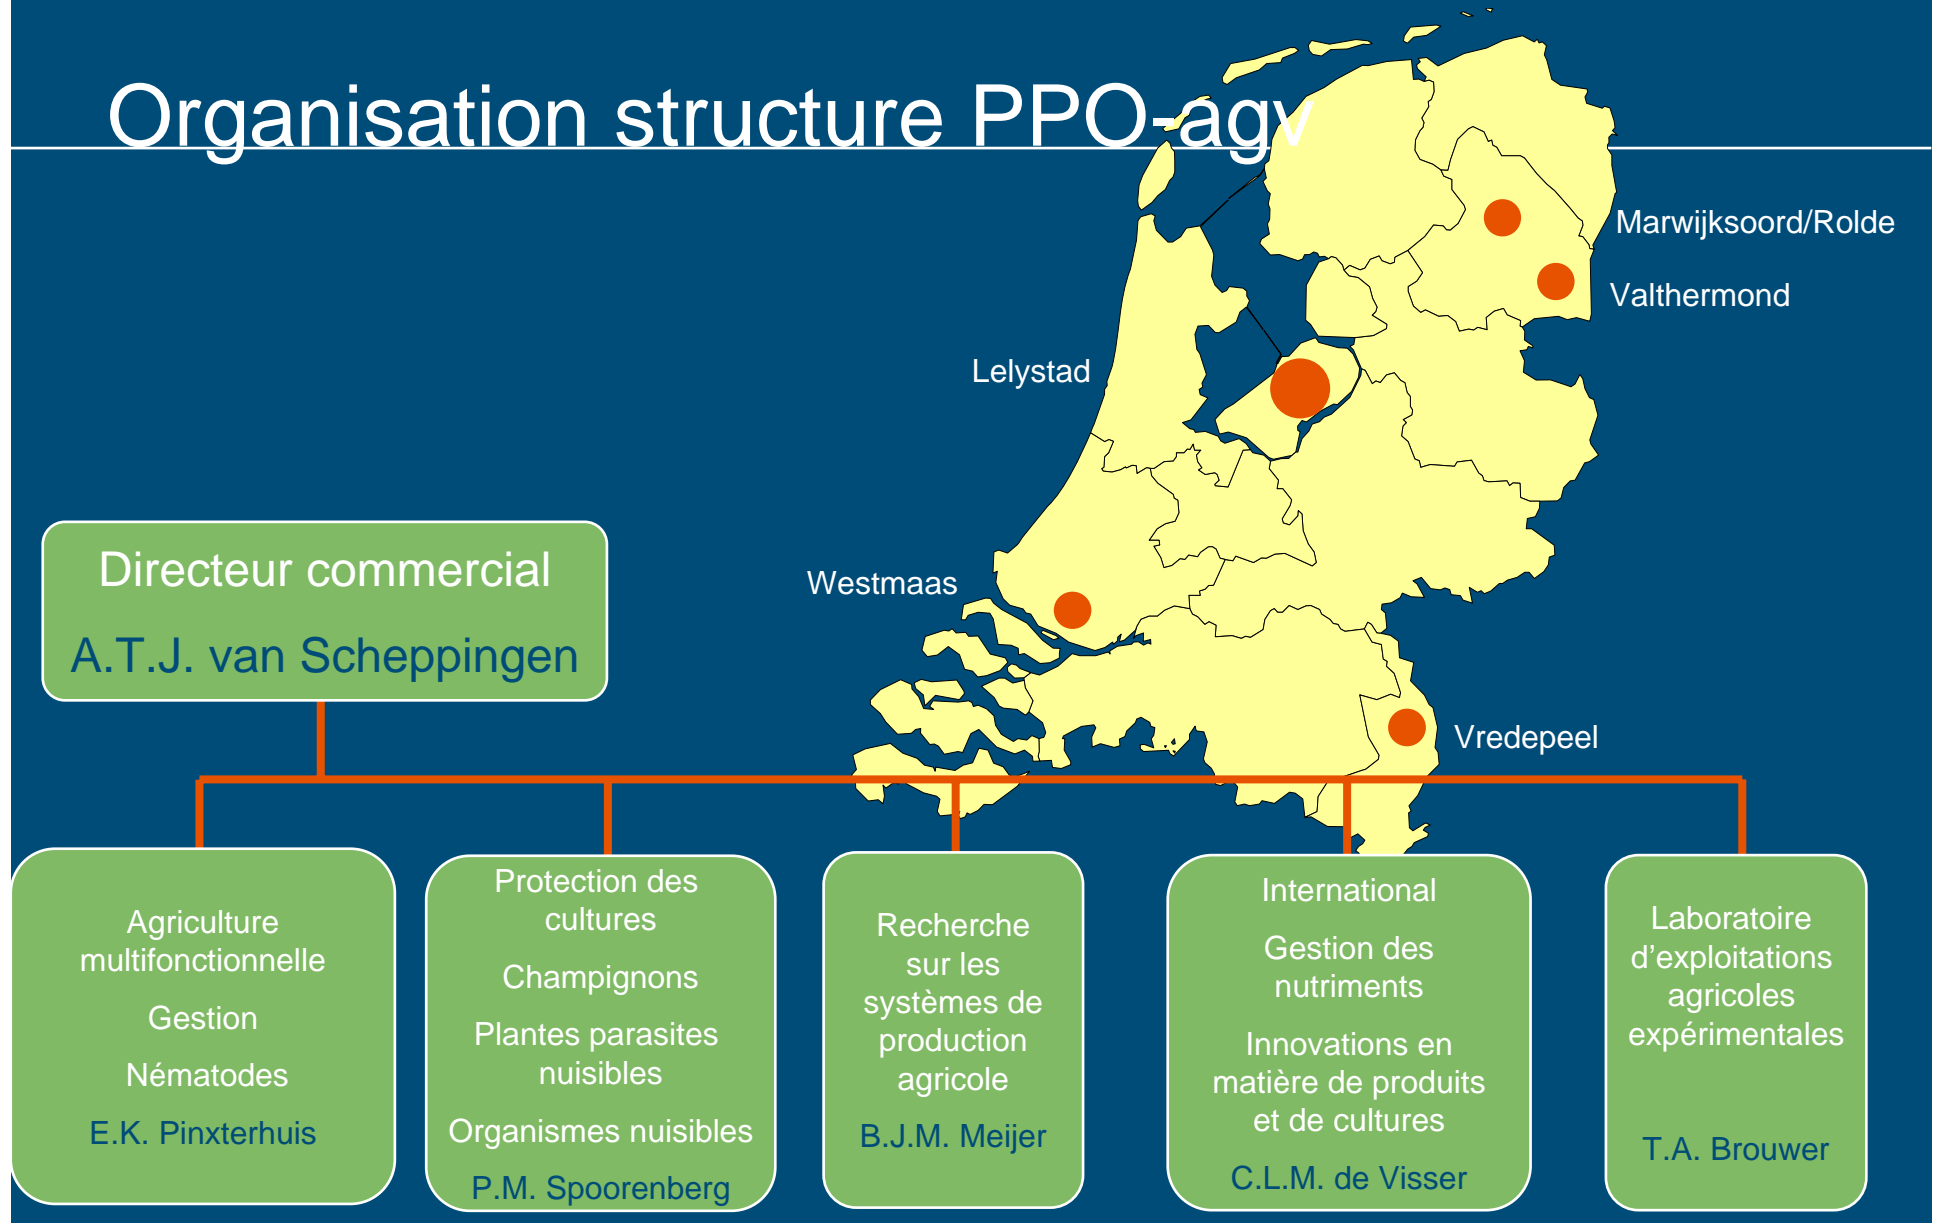 Organisation structure PPO-agv
Marwijksoord/Rolde
Valthermond
Lelystad
Westmaas
Vredepeel
Directeur commercial
A.T.J. van Scheppingen
Agriculture
multifonctionnelle
Gestion
Nématodes
E.K. Pinxterhuis
Protection des
cultures
Champignons
Plantes parasites
nuisibles
Organismes nuisibles
P.M. Spoorenberg
Recherche
sur les
systèmes de
production
agricole
B.J.M. Meijer
International
Gestion des
nutriments
Innovations en
matière de produits
et de cultures
C.L.M. de Visser
Laboratoire
d’exploitations
agricoles
expérimentales
T.A. Brouwer